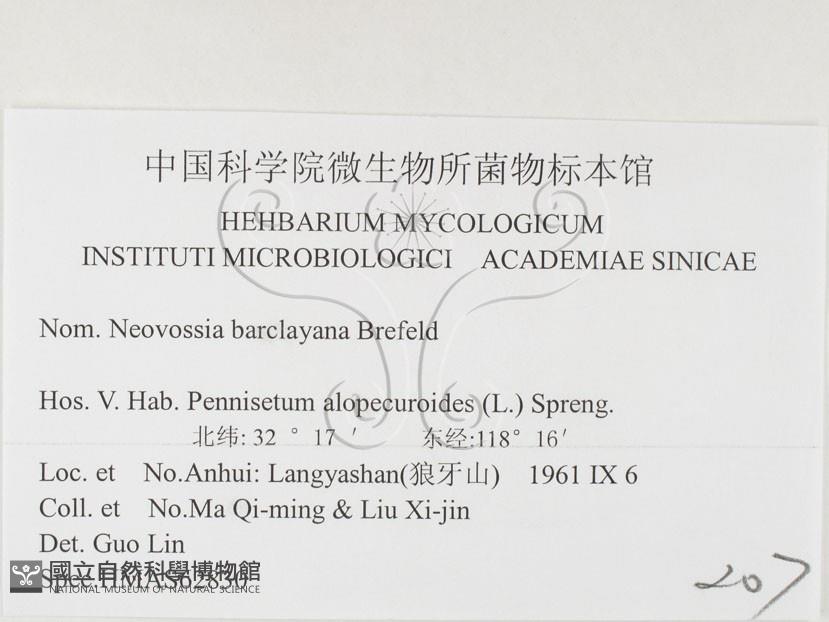 中国科学院微生物所菌物标本馆
HEHBARIUM MYCOLOGICUM
INSTITUTI MICROBIOLOGICI ACADEMIAE SINICAE
Nom. Neovossia barclayana Brefeld
Hos. V. Hab. Pennisetum alopecuroides (L.) Spreng.
北纬: 32 ° 17 ′ 东经:118° 16′
Loc. et No.Anhui: Langyashan(狼牙山) 1961 IX 6
Coll. et No.Ma Qi-ming & Liu Xi-jin
Det. Guo Lin
Spec.HMAS62830
國立自然科學博物館
NATIONAL MUSEUM OF NATURAL SCIENCE
207